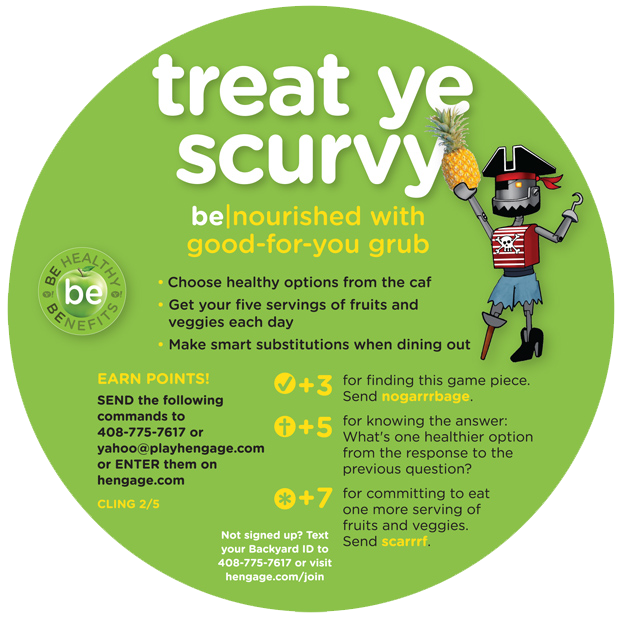 treat ye
scurvy
be|nourished with
good-for-you grub
BE HEALTHY
be
BENEFITS
• Choose healthy options from the caf
• Get your five servings of fruits and
veggies each day
• Make smart substitutions when dining out
EARN POINTS!
SEND the following
commands to
408-775-7617 or
yahoo@playhengage.com
or ENTER them on
hengage.com
CLING 2/5
+3 for finding this game piece.
Send nogarrrbage.
+5 for knowing the answer:
What's one healthier option
from the response to the
previous question?
+7 for committing to eat
one more serving of
fruits and veggies.
Send scarrrf.
Not signed up? Text
your Backyard ID to
408-775-7617 or visit
hengage.com/join